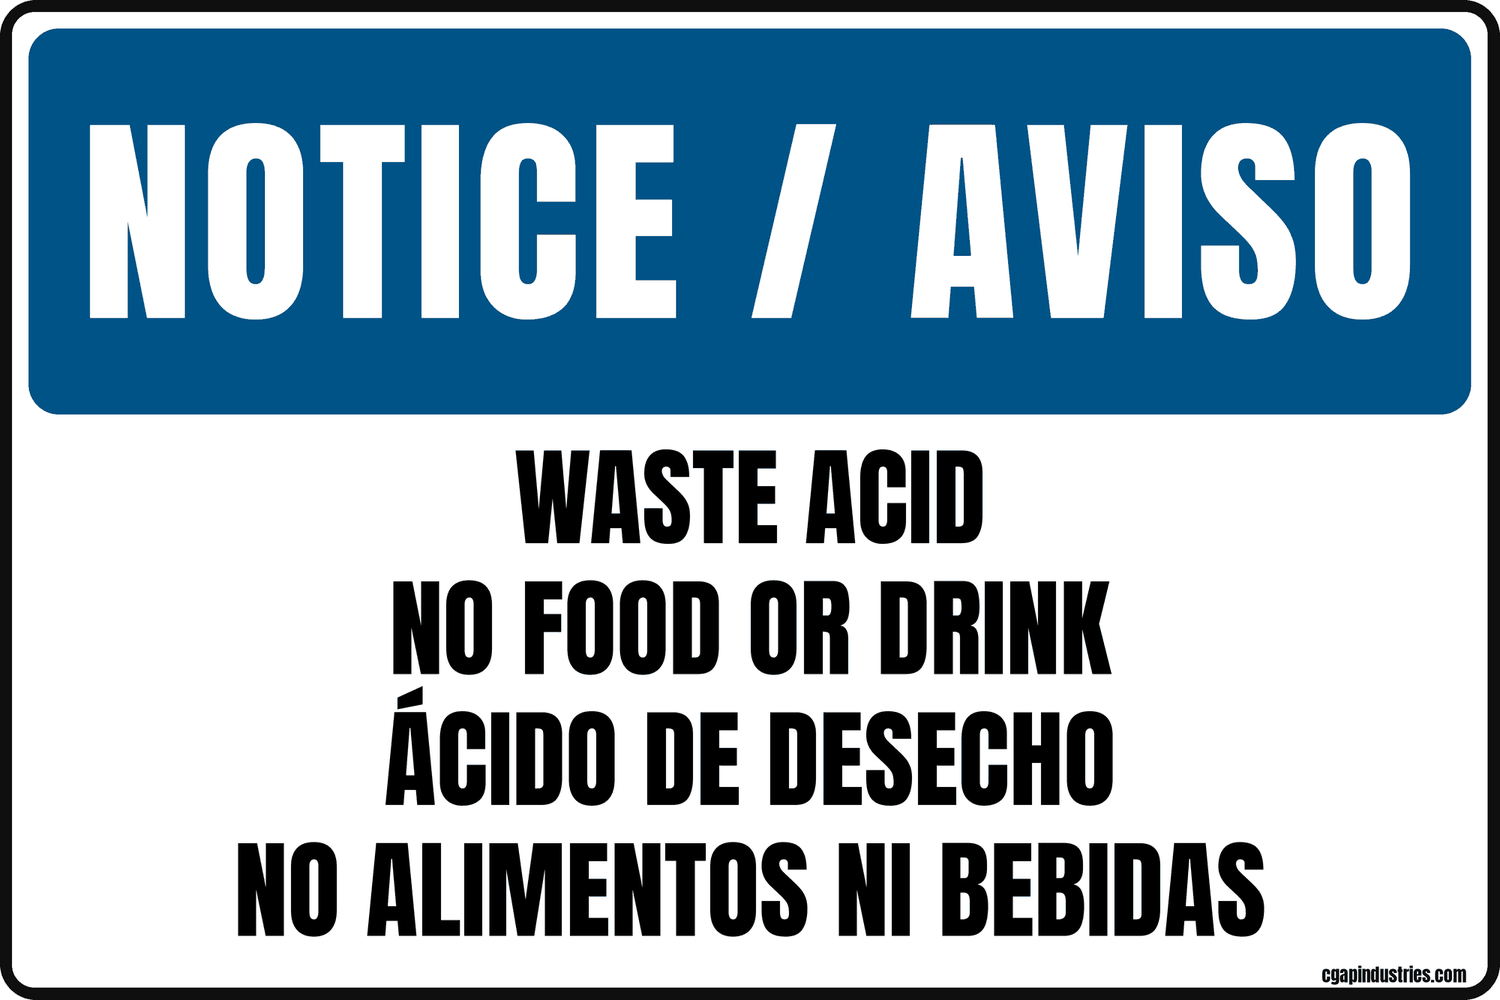 NOTICE / AVISO
WASTE ACID
NO FOOD OR DRINK
ÁCIDO DE DESECHO
NO ALIMENTOS NI BEBIDAS
cgapindustries.com